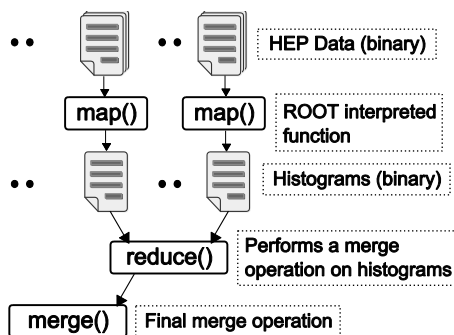 HEP Data (binary)
map() map() ROOT interpreted
function
Histograms (binary)
reduce() Performs a merge
operation on histograms
merge() Final merge operation